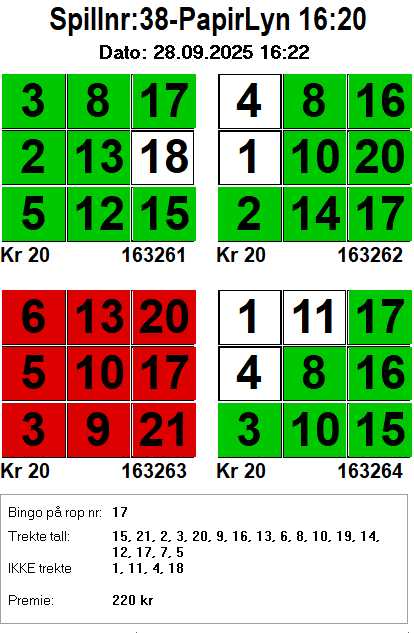 Spillnr:38-PapirLyn 16:20
Dato: 28.09.2025 16:22
3 8 17
2 13 18
5 12 15
Kr 20 163261
4 8 16
1 10 20
2 14 17
Kr 20 163262
6 13 20
5 10 17
3 9 21
Kr 20 163263
1 11 17
4 8 16
3 10 15
Kr 20 163264
Bingo på rop nr: 17
Trekte tall: 15, 21, 2, 3, 20, 9, 16, 13, 6, 8, 10, 19, 14,
12, 17, 7, 5
IKKE trekte 1, 11, 4, 18
Premie: 220 kr